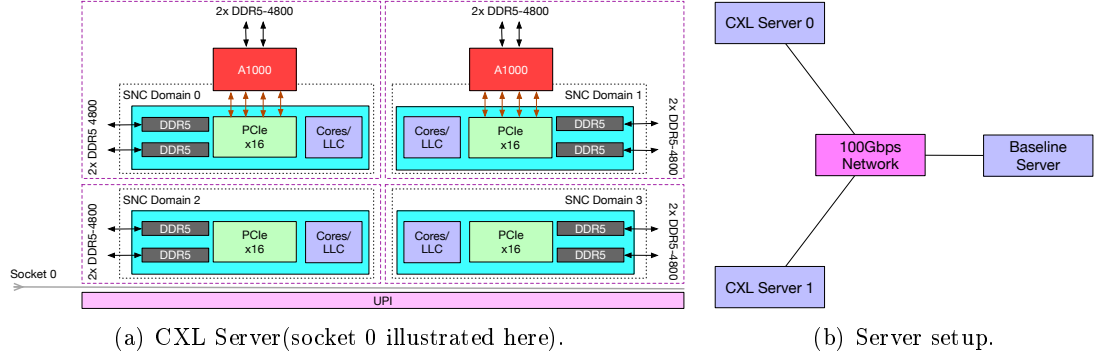 2x DDR5-4800
2x DDR5-4800
A1000
A1000
SNC Domain 0
SNC Domain 1
2x DDR5 4800
DDR5
DDR5
PCIe
x16
Cores/
LLC
Cores/
LLC
PCIe
x16
DDR5
DDR5
2x DDR5-4800
SNC Domain 2
SNC Domain 3
2x DDR5-4800
DDR5
DDR5
PCIe
x16
Cores/
LLC
Cores/
LLC
PCIe
x16
DDR5
DDR5
2x DDR5-4800
Socket 0
UPI
(a) CXL Server(socket 0 illustrated here).
CXL Server 0
100Gbps
Network
Baseline
Server
CXL Server 1
(b) Server setup.